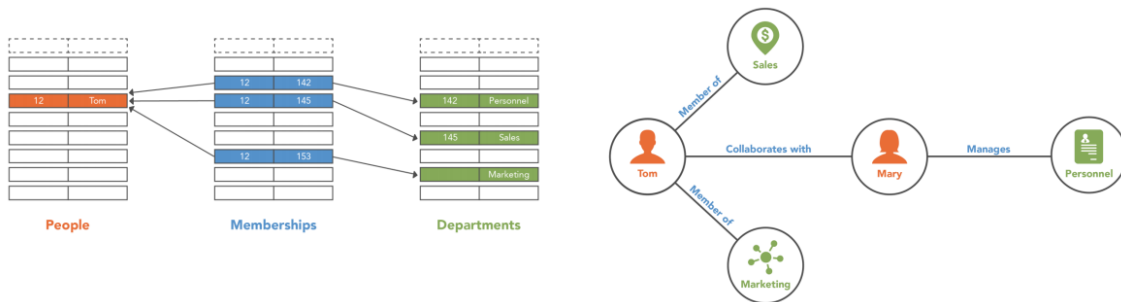 12 142
12 Tom
12 145
142 Personnel
145 Sales
12 153
Marketing
People
Memberships
Departments
Sales
Member of
Tom
Collaborates with
Mary
Manages
Personnel
Member of
Marketing